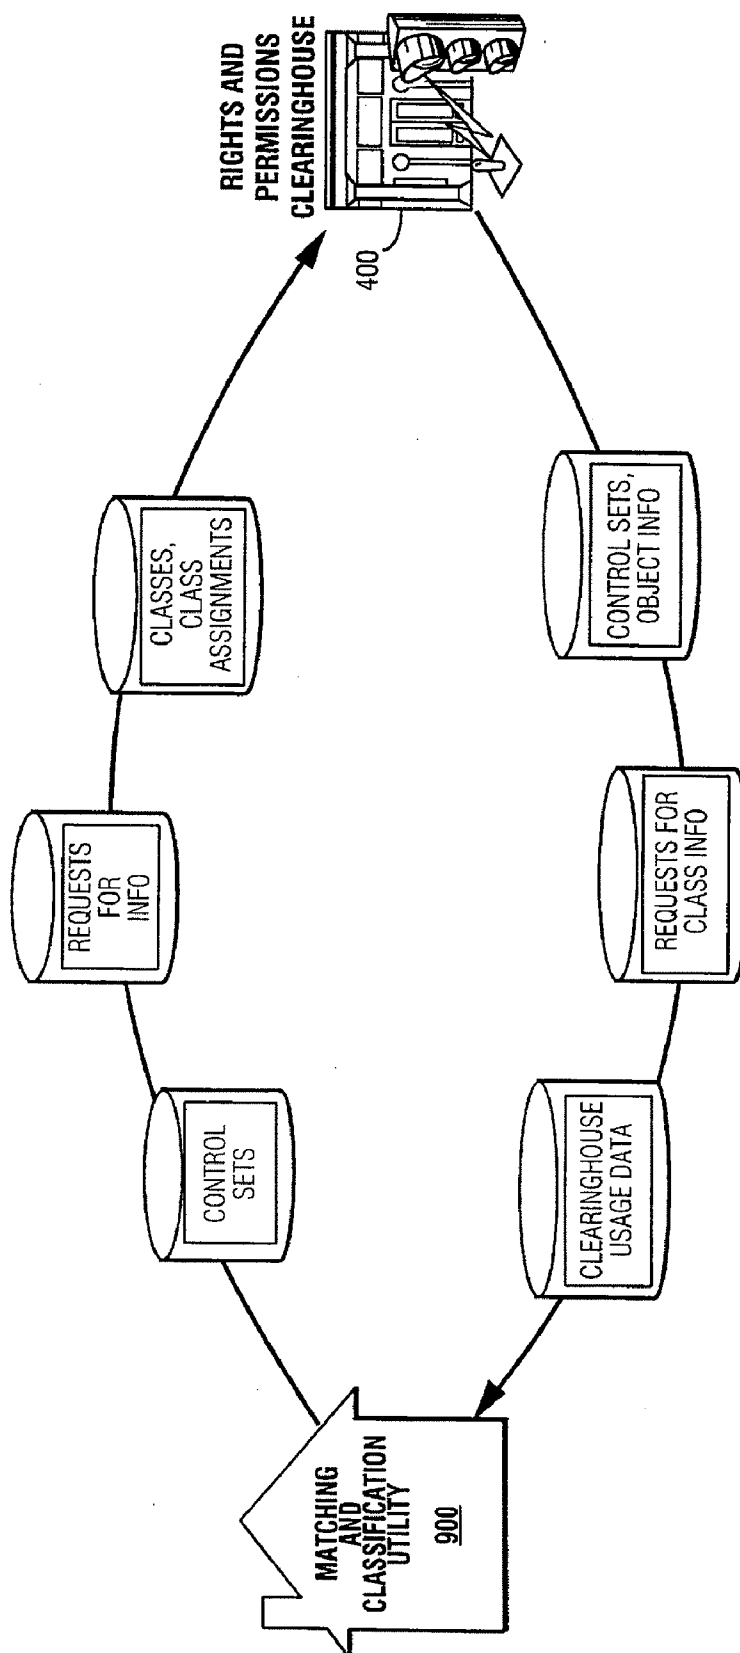 RIGHTS AND
PERMISSIONS
CLEARINGHOUSE
400
CLASSES,
CLASS
ASSIGNMENTS
REQUESTS
FOR
INFO
CONTROL
SETS
MATCHING
AND
CLASSIFICATION
UTILITY
900
CLEARINGHOUSE
USAGE DATA
REQUESTS FOR
CLASS INFO
CONTROL SETS,
OBJECT INFO